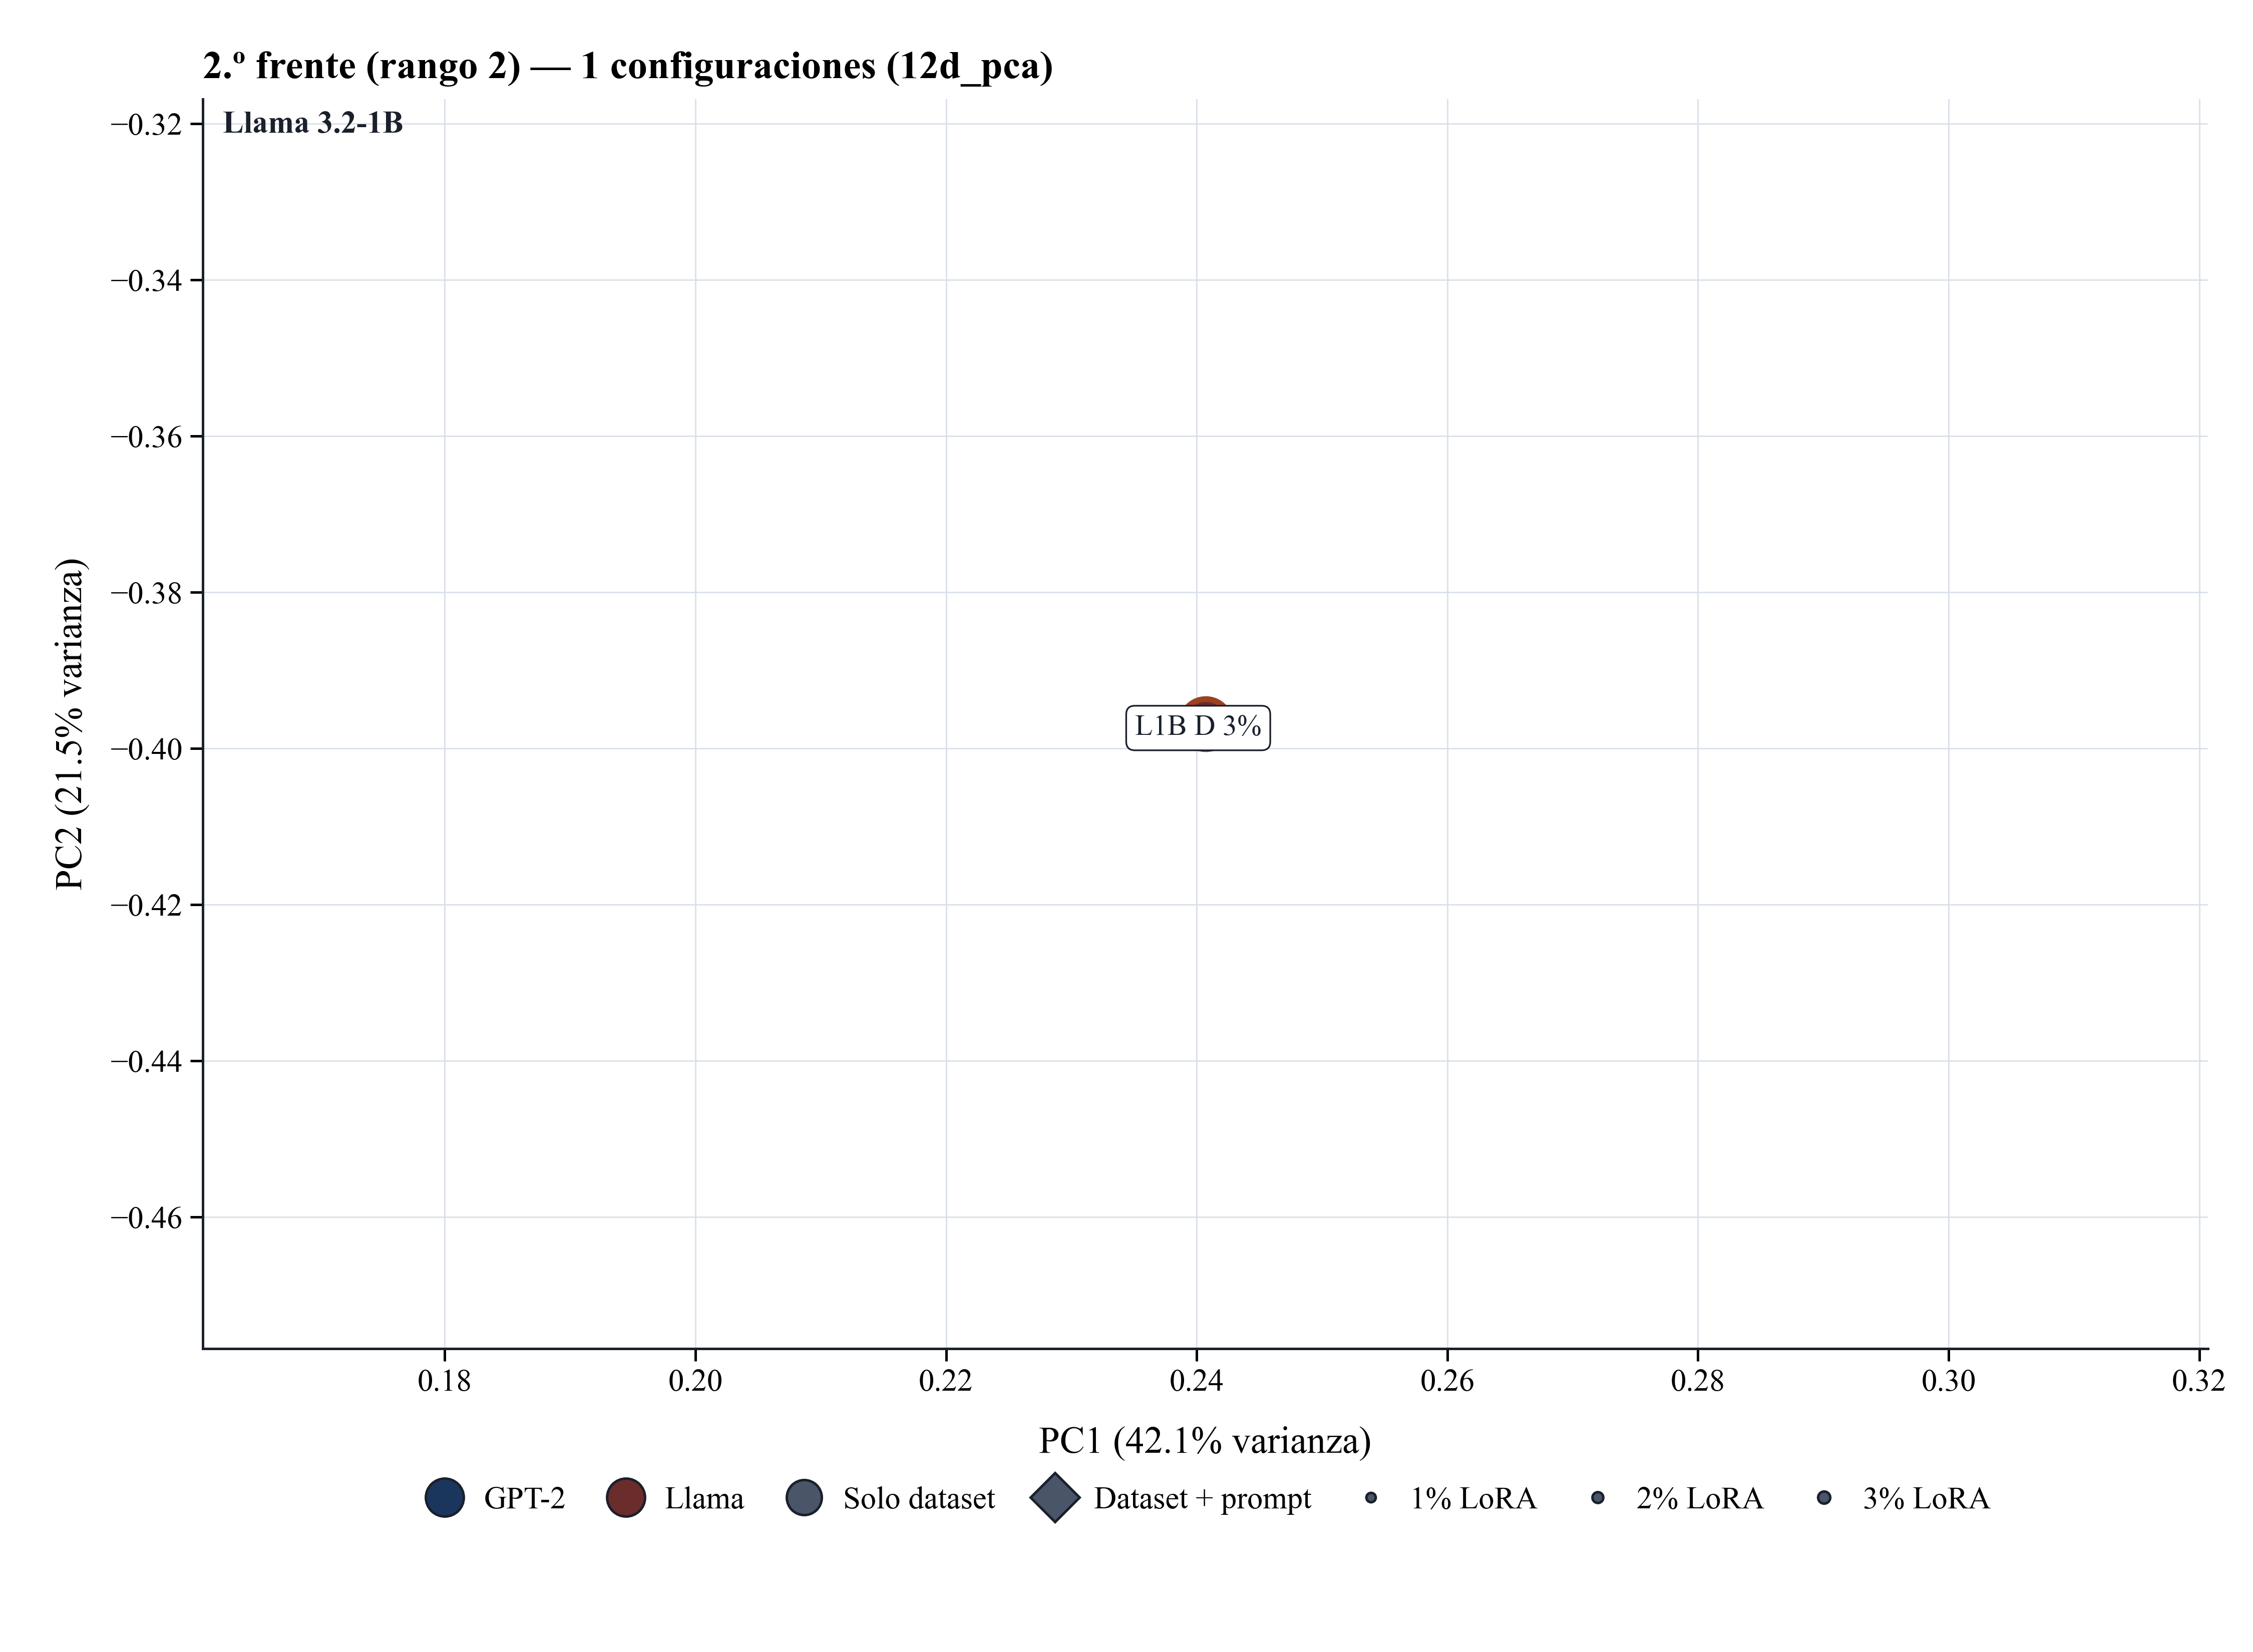 2.º frente (rango 2) — 1 configuraciones (12d_pca)
Llama 3.2-1B
−0.32
−0.34
−0.36
−0.38
−0.40
−0.42
−0.44
−0.46
PC2 (21.5% varianza)
L1B D 3%
0.18 0.20 0.22 0.24 0.26 0.28 0.30 0.32
PC1 (42.1% varianza)
GPT-2 Llama Solo dataset Dataset + prompt 1% LoRA 2% LoRA 3% LoRA